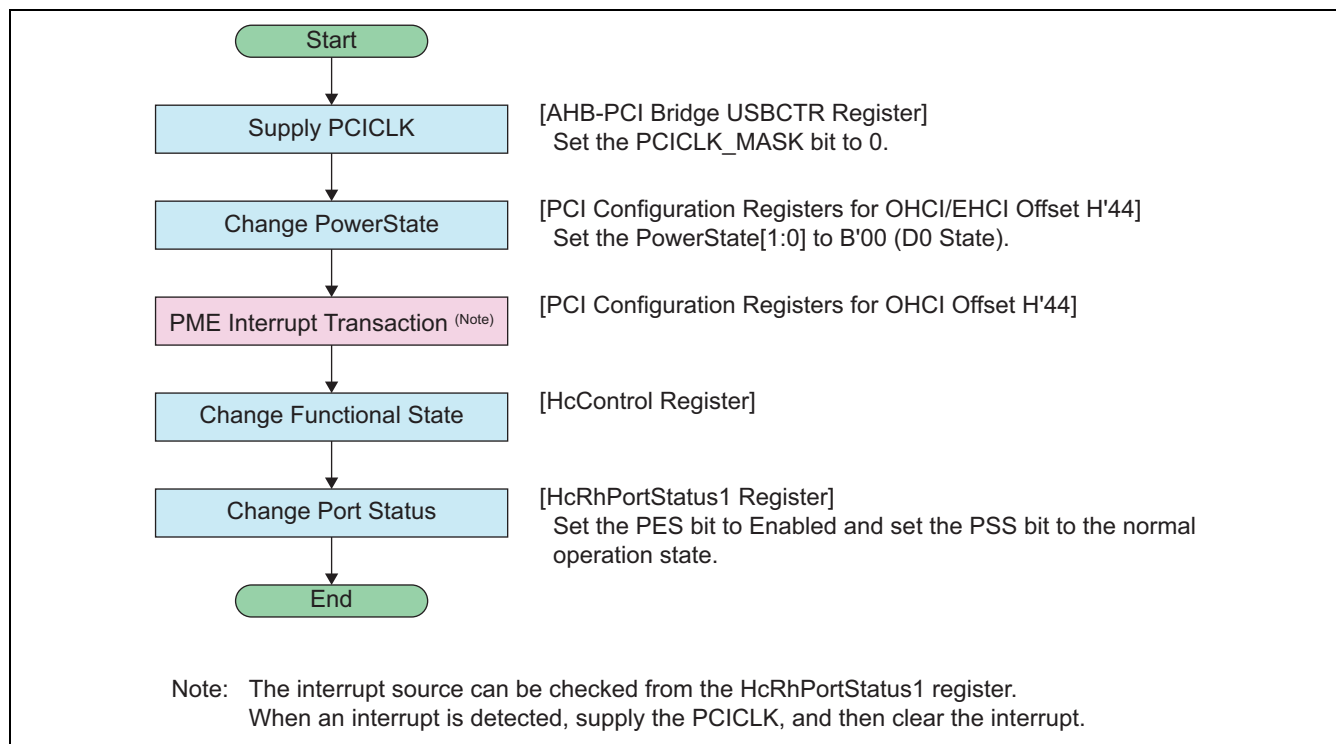 Start
Supply PCICLK
[AHB-PCI Bridge USBCTR Register]
Set the PCICLK_MASK bit to 0.
Change PowerState
[PCI Configuration Registers for OHCI/EHCI Offset H'44]
Set the PowerState[1:0] to B'00 (D0 State).
PME Interrupt Transaction (Note)
[PCI Configuration Registers for OHCI Offset H'44]
Change Functional State
[HcControl Register]
Change Port Status
[HcRhPortStatus1 Register]
Set the PES bit to Enabled and set the PSS bit to the normal
operation state.
End
Note: The interrupt source can be checked from the HcRhPortStatus1 register.
When an interrupt is detected, supply the PCICLK, and then clear the interrupt.